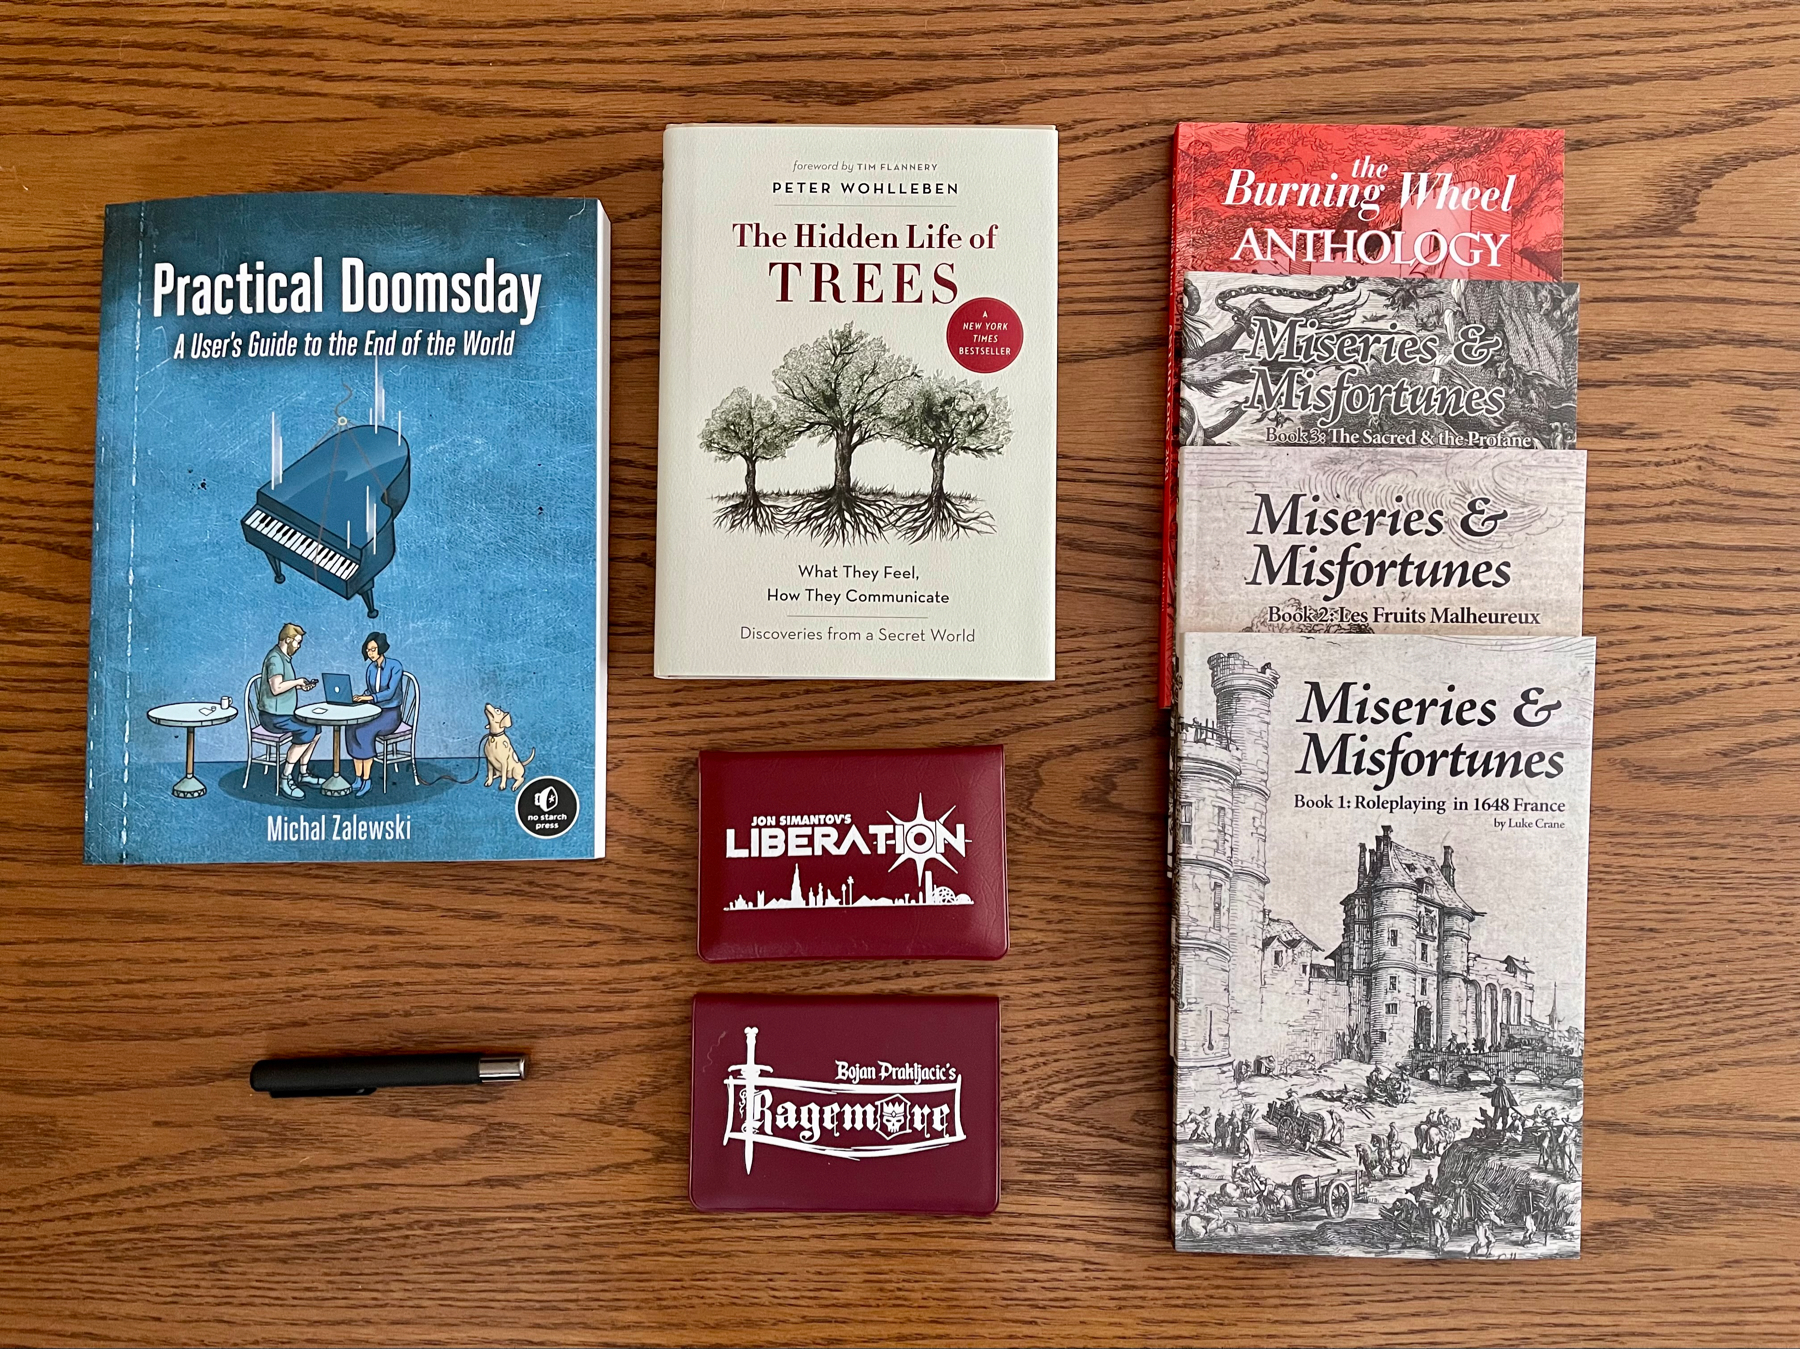 Practical Doomsday
A User's Guide to the End of the World
no starch
press
Michal Zalewski
foreword by TIM FLANNERY
PETER WOHLLEBEN
The Hidden Life of
TREES
A
NEW YORK
TIMES
BESTSELLER
What They Feel,
How They Communicate
Discoveries from a Secret World
JON SIMANTOV'S
LIBERATION
Bojan Prakljacic's
Ragemore
the
Burning Wheel
ANTHOLOGY
Miseries &
Misfortunes
Book 3: The Sacred & the Profane
Miseries &
Misfortunes
Book 2: Les Fruits Malheureux
Miseries &
Misfortunes
Book 1: Roleplaying in 1648 France
by Luke Crane